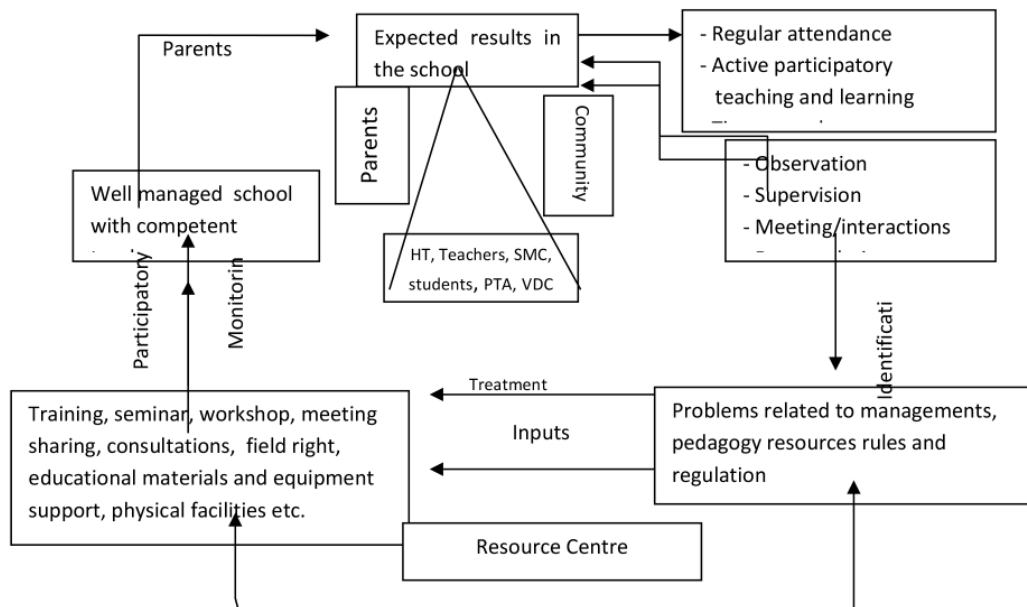 Parents
Expected results in
the school
- Regular attendance
- Active participatory
teaching and learning
Parents
Community
- Observation
- Supervision
- Meeting/interactions
Well managed school
with competent
HT, Teachers, SMC,
students, PTA, VDC
Participatory
Monitorin
Identificati
Treatment
Inputs
Training, seminar, workshop, meeting
sharing, consultations, field right,
educational materials and equipment
support, physical facilities etc.
Problems related to managements,
pedagogy resources rules and
regulation
Resource Centre